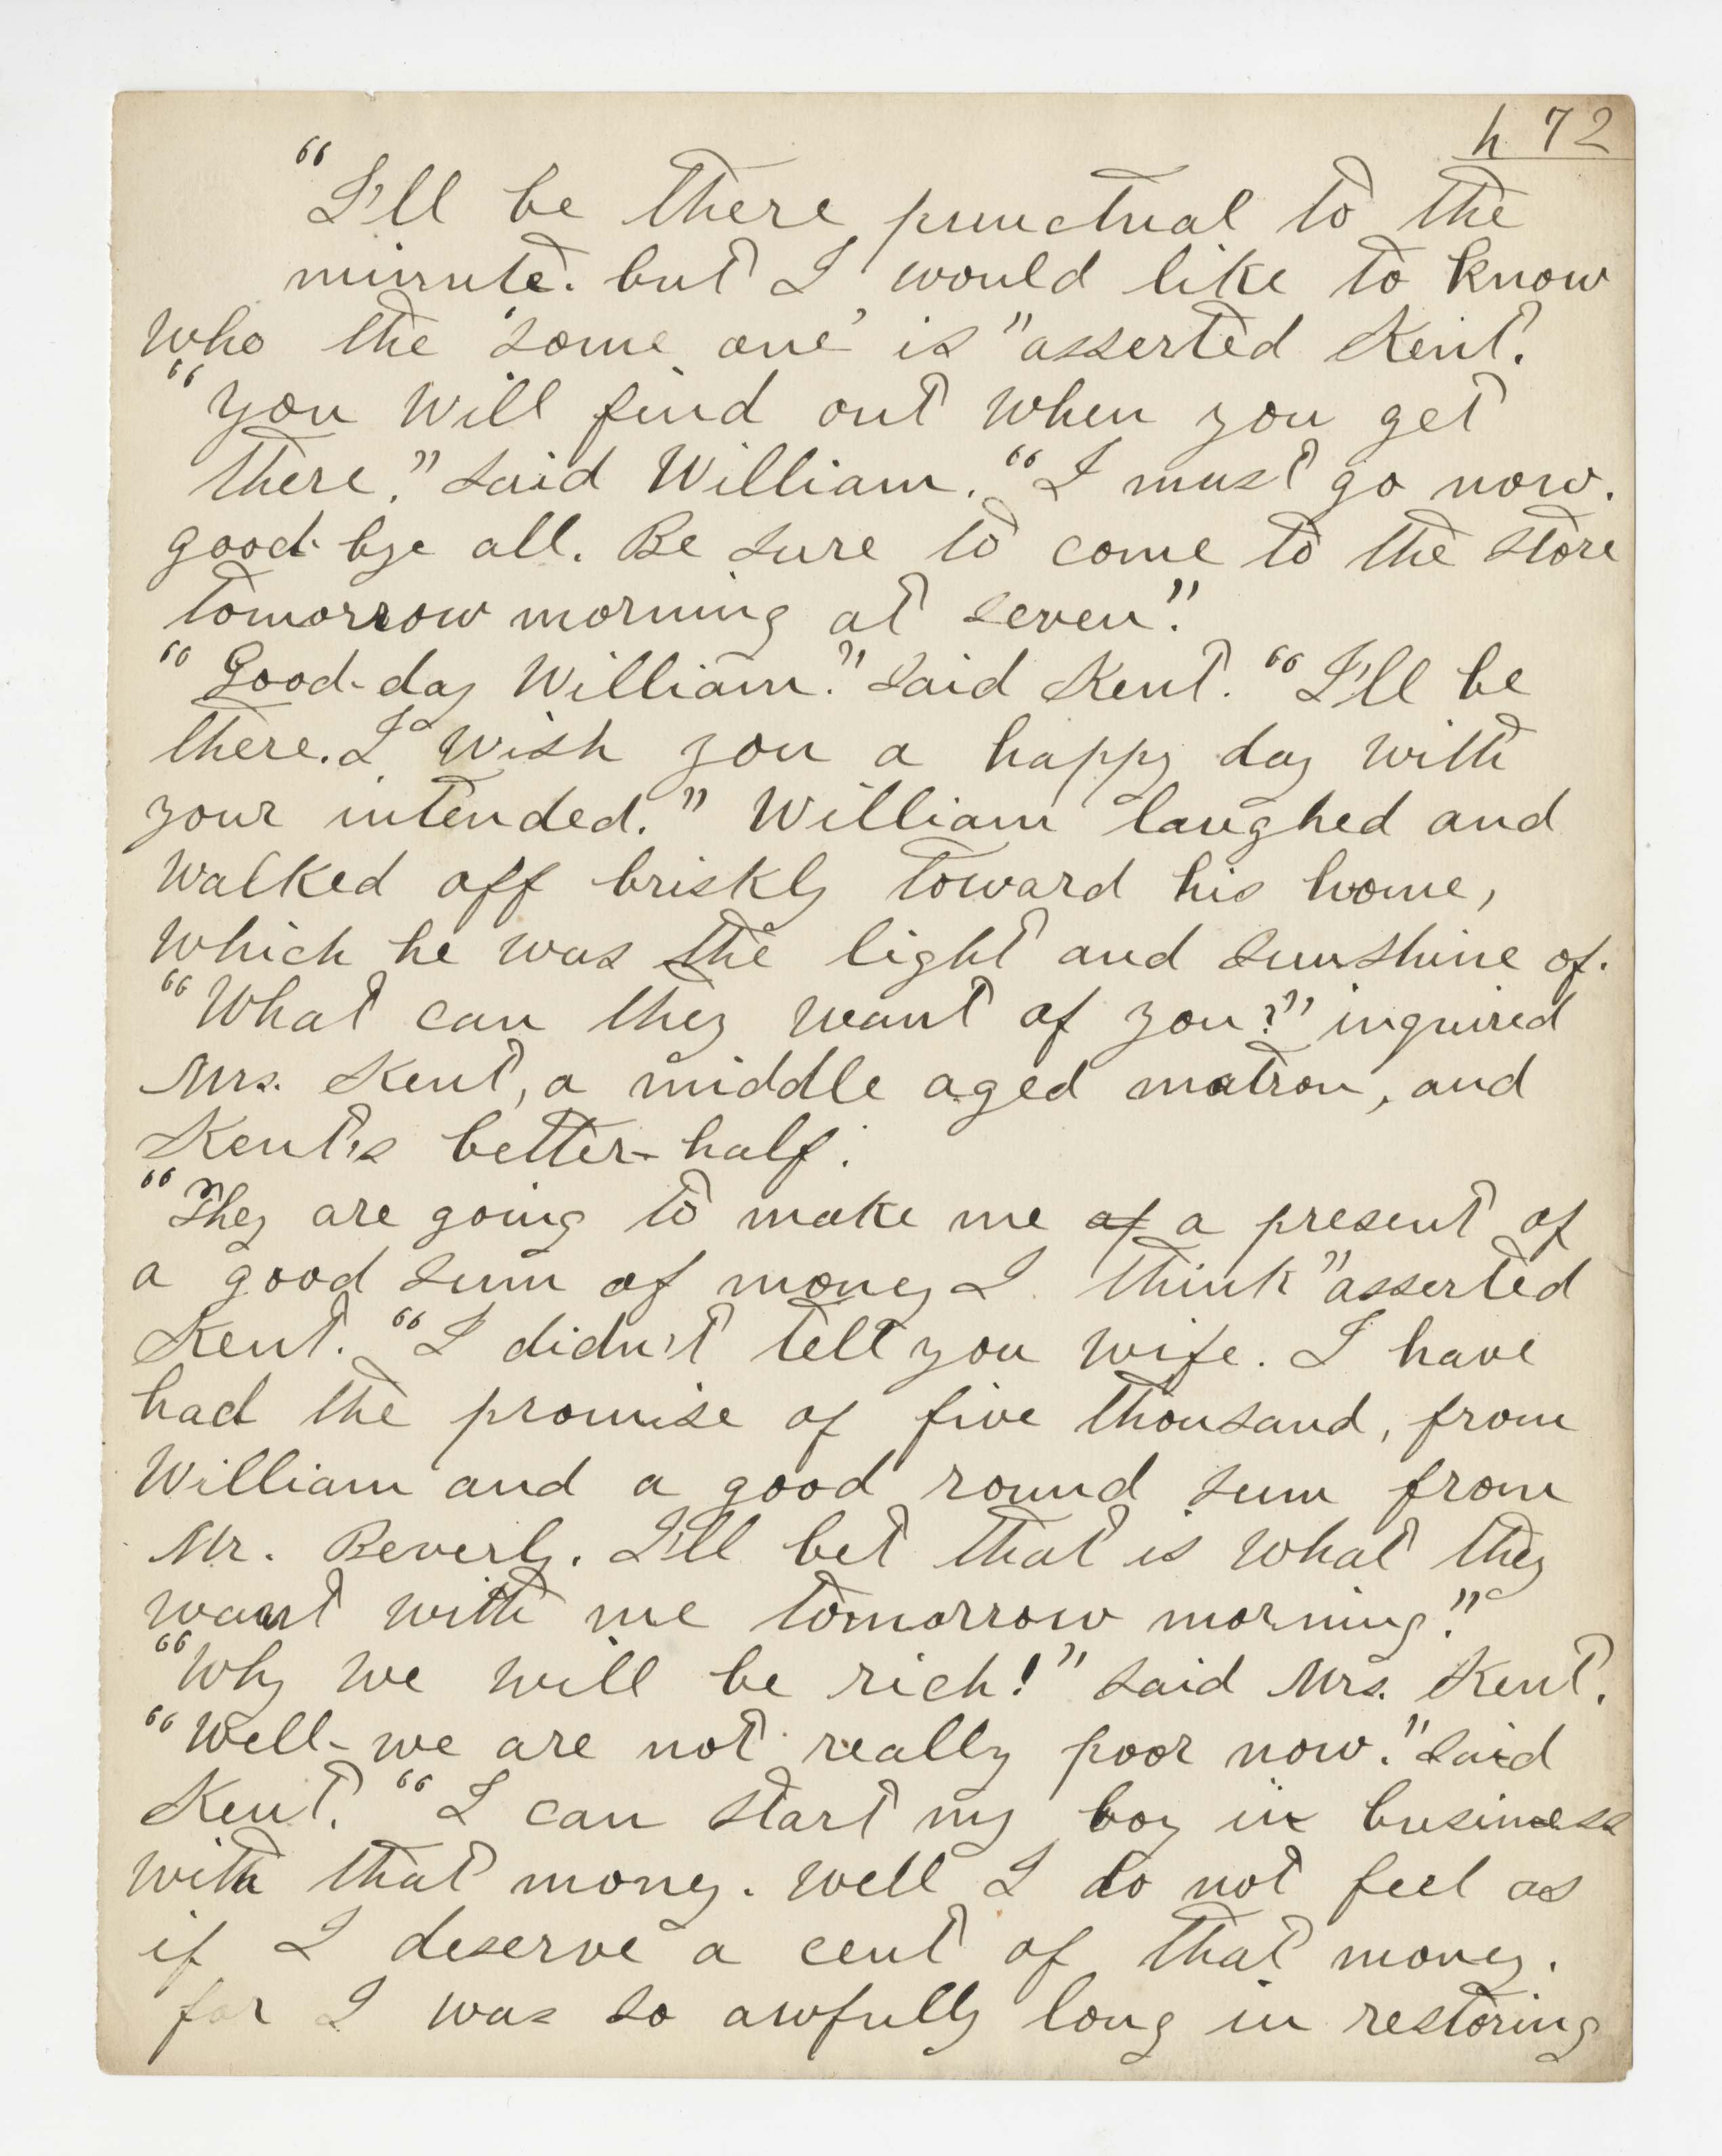 h 72
“I'll be there punctual to the
minute. but I would like to know
who the 'some one' is” asserted Kent.
“you will find out when you get
there.” said William. “I must go now.
good-bye all. Be sure to come to the store
tomorrow morning at seven.”
“Good-day William.” said Kent. “I'll be
there. I wish you a happy day with
your intended.” William laughed and
walked off briskly toward his home,
which he was the light and sunshine of.
“What can they want of you?” inquired
Mrs. Kent, a middle aged matron, and
Kent's better-half.
“They are going to make me of a present of
a good sum of money I think” asserted
Kent. “I didn't tell you wife. I have
had the promise of five thousand, from
William and a good round sum from
Mr. Beverly. I'll bet that is what they
want with me tomorrow morning.”
“Why we will be rich!” said Mrs. Kent.
“Well-we are not really poor now.” said
Kent. “I can start my boy in business
with that money. well I do not feel as
if I deserve a cent of that money.
for I was so awfully long in restoring